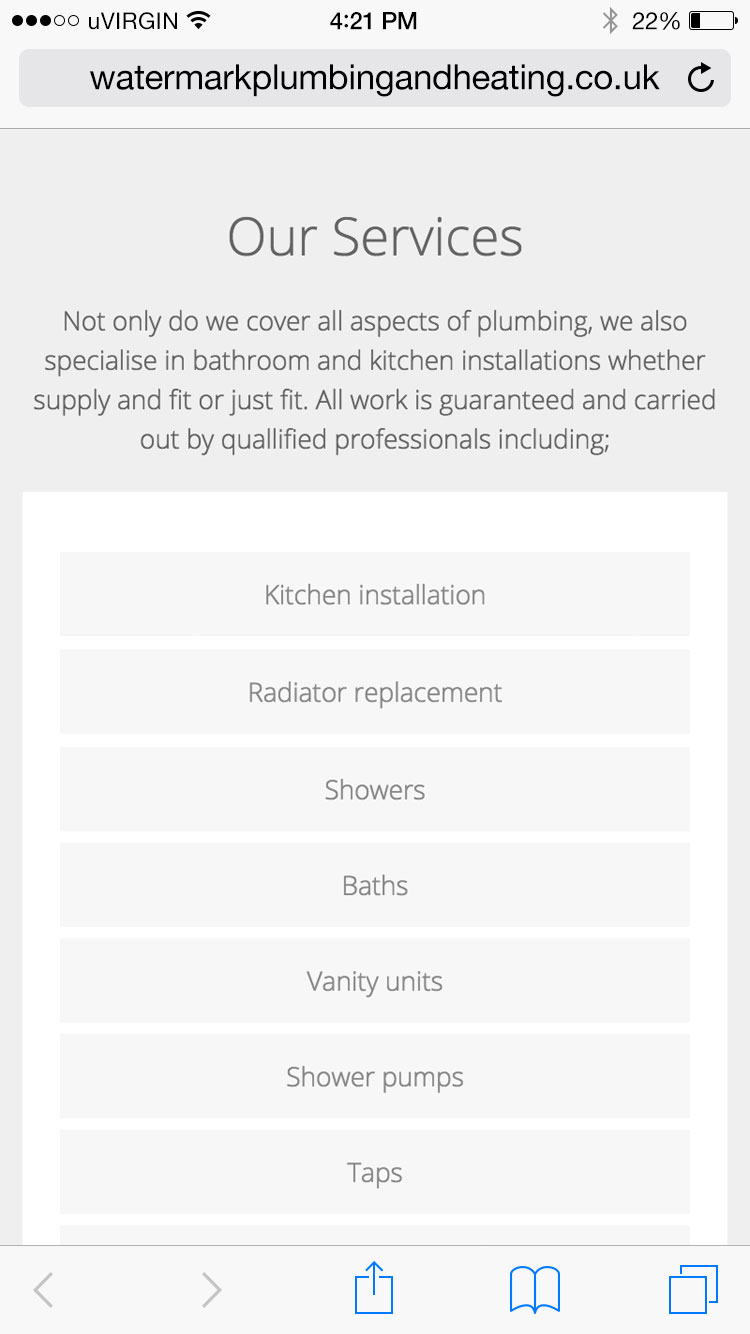 uVIRGIN 4:21 PM 22%
watermarkplumbingandheating.co.uk
Our Services
Not only do we cover all aspects of plumbing, we also
specialise in bathroom and kitchen installations whether
supply and fit or just fit. All work is guaranteed and carried
out by quallified professionals including;
Kitchen installation
Radiator replacement
Showers
Baths
Vanity units
Shower pumps
Taps